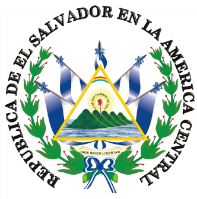 REPUBLICA DE EL SALVADOR EN LA AMERICA CENTRAL
DIOS UNION LIBERTAD